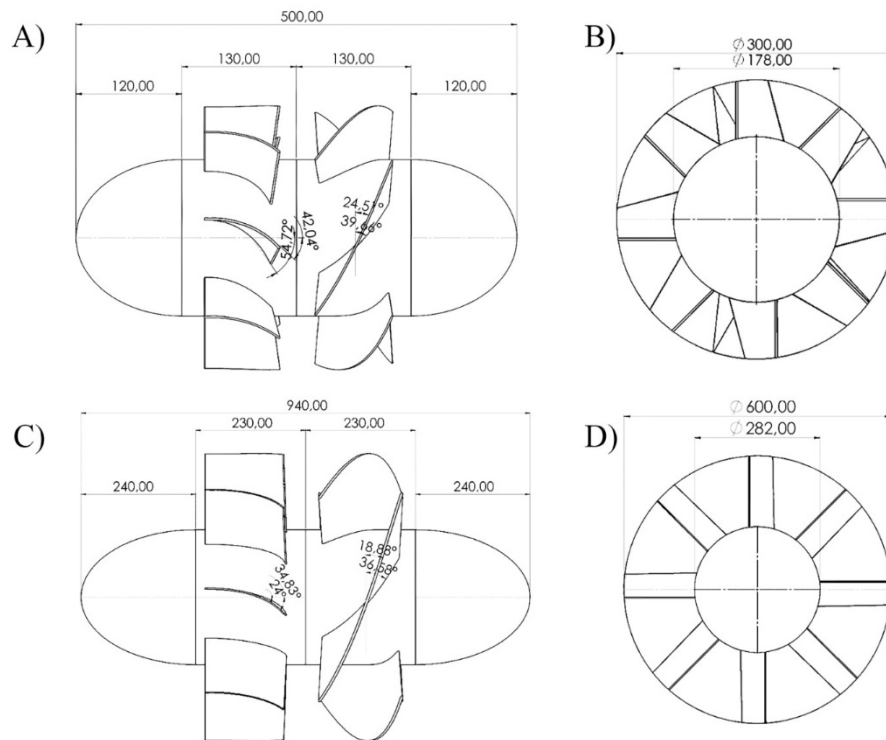 A)
500,00
130,00 130,00
120,00 120,00
24,51°
39,66°
42,04°
54,72°
B)
Ø 300,00
Ø 178,00
C)
940,00
230,00 230,00
240,00 240,00
18,88°
36,58°
34,83°
24°
D)
Ø 600,00
Ø 282,00